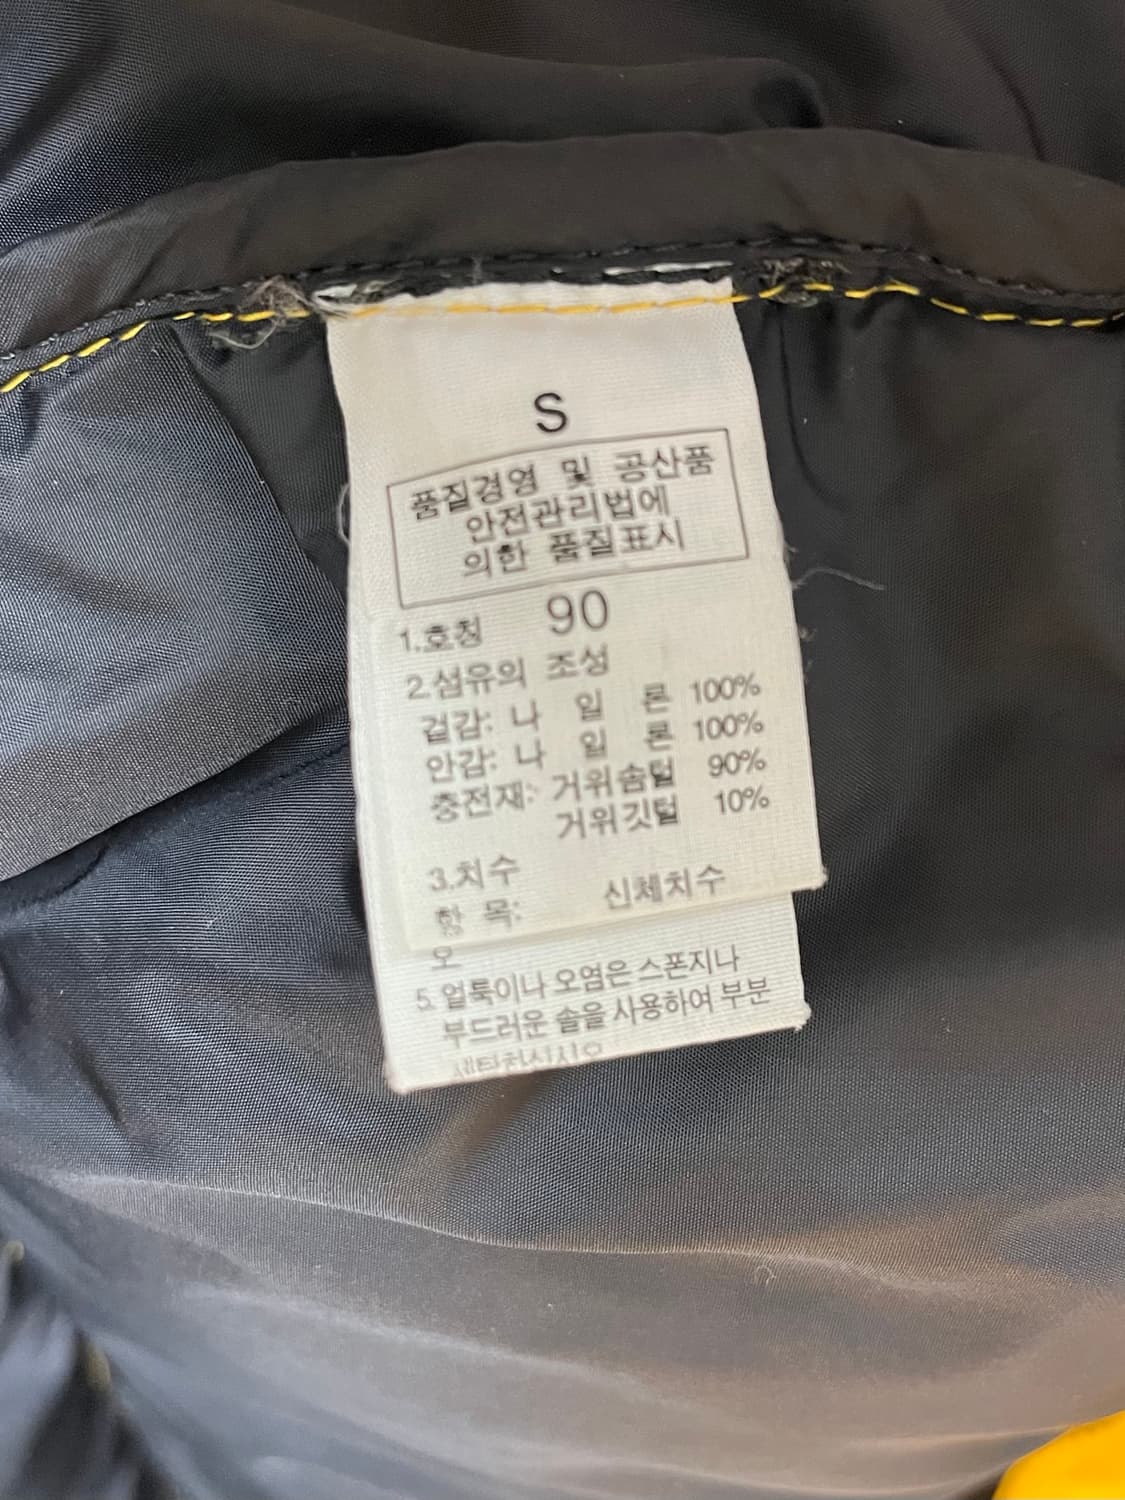 S
품질경영 및 공산품
안전관리법에
의한 품질표시
1.호칭 90
2.섬유의 조성
겉감: 나 일 론 100%
안감: 나 일 론 100%
충전재: 거위솜털 90%
거위깃털 10%
3.치수
항 목: 신체치수
오
5. 얼룩이나 오염은 스폰지나
부드러운 솔을 사용하여 부분